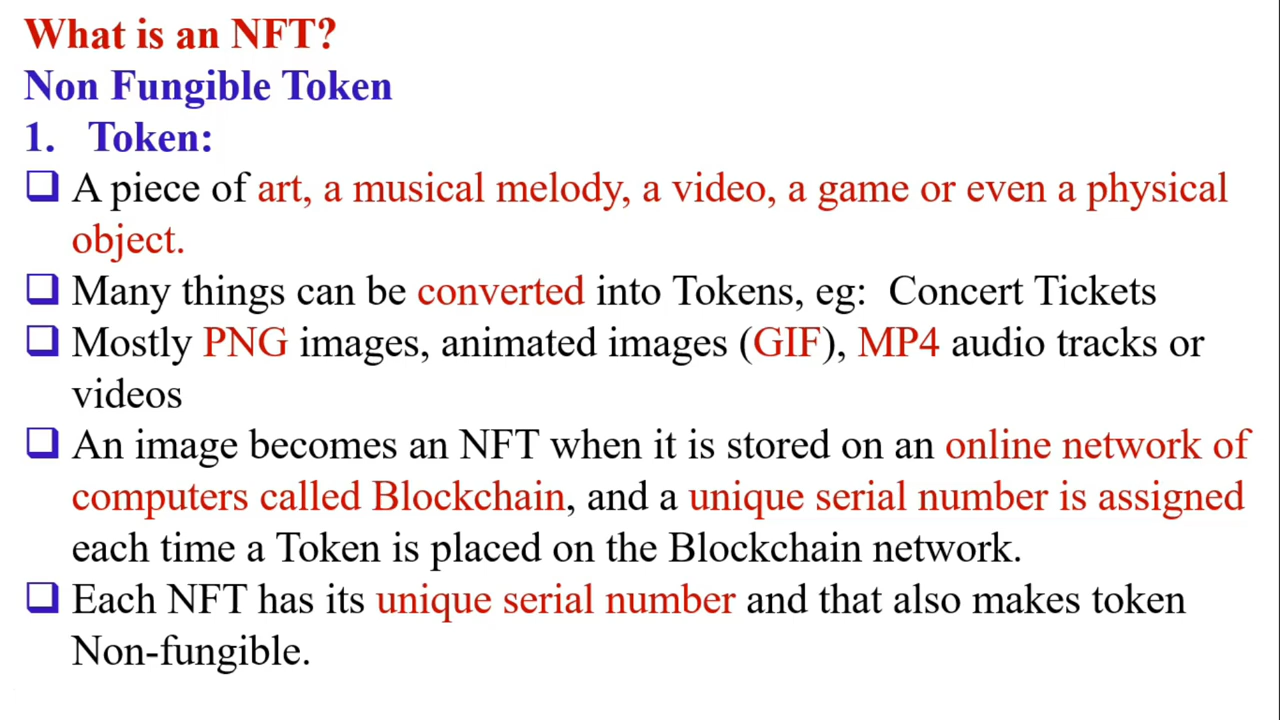 What is an NFT?
Non Fungible Token
1. Token:
A piece of art, a musical melody, a video, a game or even a physical
object.
Many things can be converted into Tokens, eg: Concert Tickets
Mostly PNG images, animated images (GIF), MP4 audio tracks or
videos
An image becomes an NFT when it is stored on an online network of
computers called Blockchain, and a unique serial number is assigned
each time a Token is placed on the Blockchain network.
Each NFT has its unique serial number and that also makes token
Non-fungible.